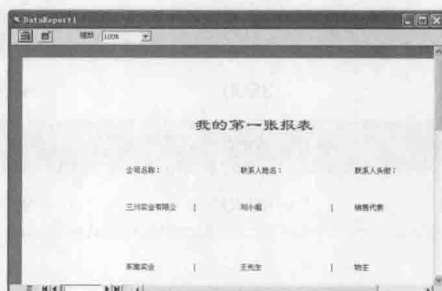 DataReport1
缩放 100%
我的第一张报表
公司名称: 联系人姓名: 联系人头衔:
三川实业有限公 | 刘小姐 | 销售代表
东南实业 | 王先生 | 物主
页